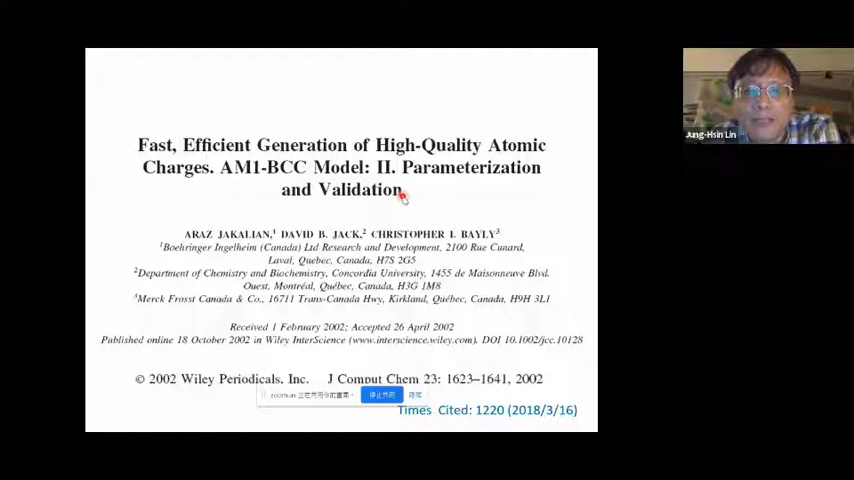 Fast, Efficient Generation of High-Quality Atomic
Charges. AM1-BCC Model: II. Parameterization
and Validation
ARAZ JAKALIAN,¹ DAVID B. JACK,² CHRISTOPHER I. BAYLY³
¹Boehringer Ingelheim (Canada) Ltd Research and Development, 2100 Rue Cunard,
Laval, Quebec, Canada, H7S 2G5
²Department of Chemistry and Biochemistry, Concordia University, 1455 de Maisonneuve Blvd.
Ouest, Montréal, Québec, Canada, H3G 1M8
³Merck Frosst Canada & Co., 16711 Trans-Canada Hwy, Kirkland, Québec, Canada, H9H 3L1
Received 1 February 2002; Accepted 26 April 2002
Published online 18 October 2002 in Wiley InterScience (www.interscience.wiley.com). DOI 10.1002/jcc.10128
© 2002 Wiley Periodicals, Inc. J Comput Chem 23: 1623–1641, 2002
停止共用
Times Cited: 1220 (2018/3/16)
Jung-Hsin Lin